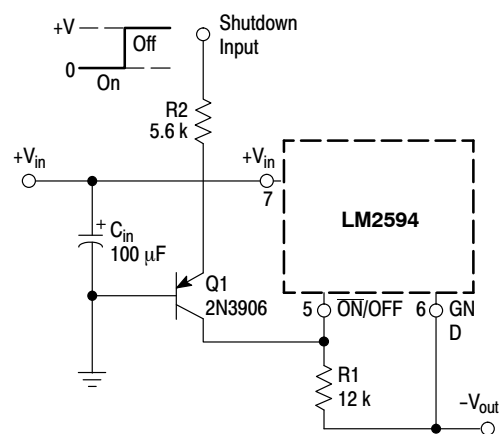 +V
Off
0
On
Shutdown
Input
R2
5.6 k
+Vin
+Vin
7
LM2594
+
Cin
100 µF
Q1
2N3906
5
ON/OFF
6
GN
D
R1
12 k
–Vout